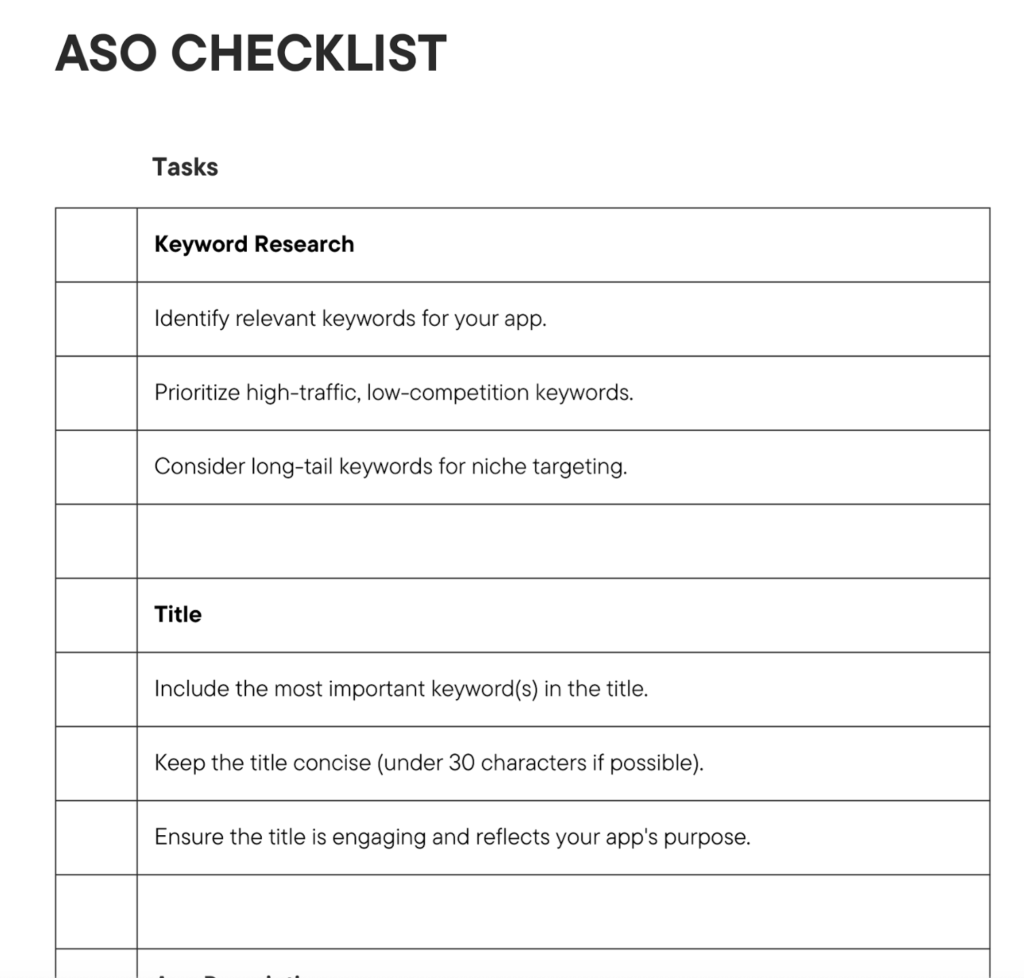 ASO CHECKLIST
Tasks
Keyword Research
Identify relevant keywords for your app.
Prioritize high-traffic, low-competition keywords.
Consider long-tail keywords for niche targeting.
Title
Include the most important keyword(s) in the title.
Keep the title concise (under 30 characters if possible).
Ensure the title is engaging and reflects your app's purpose.